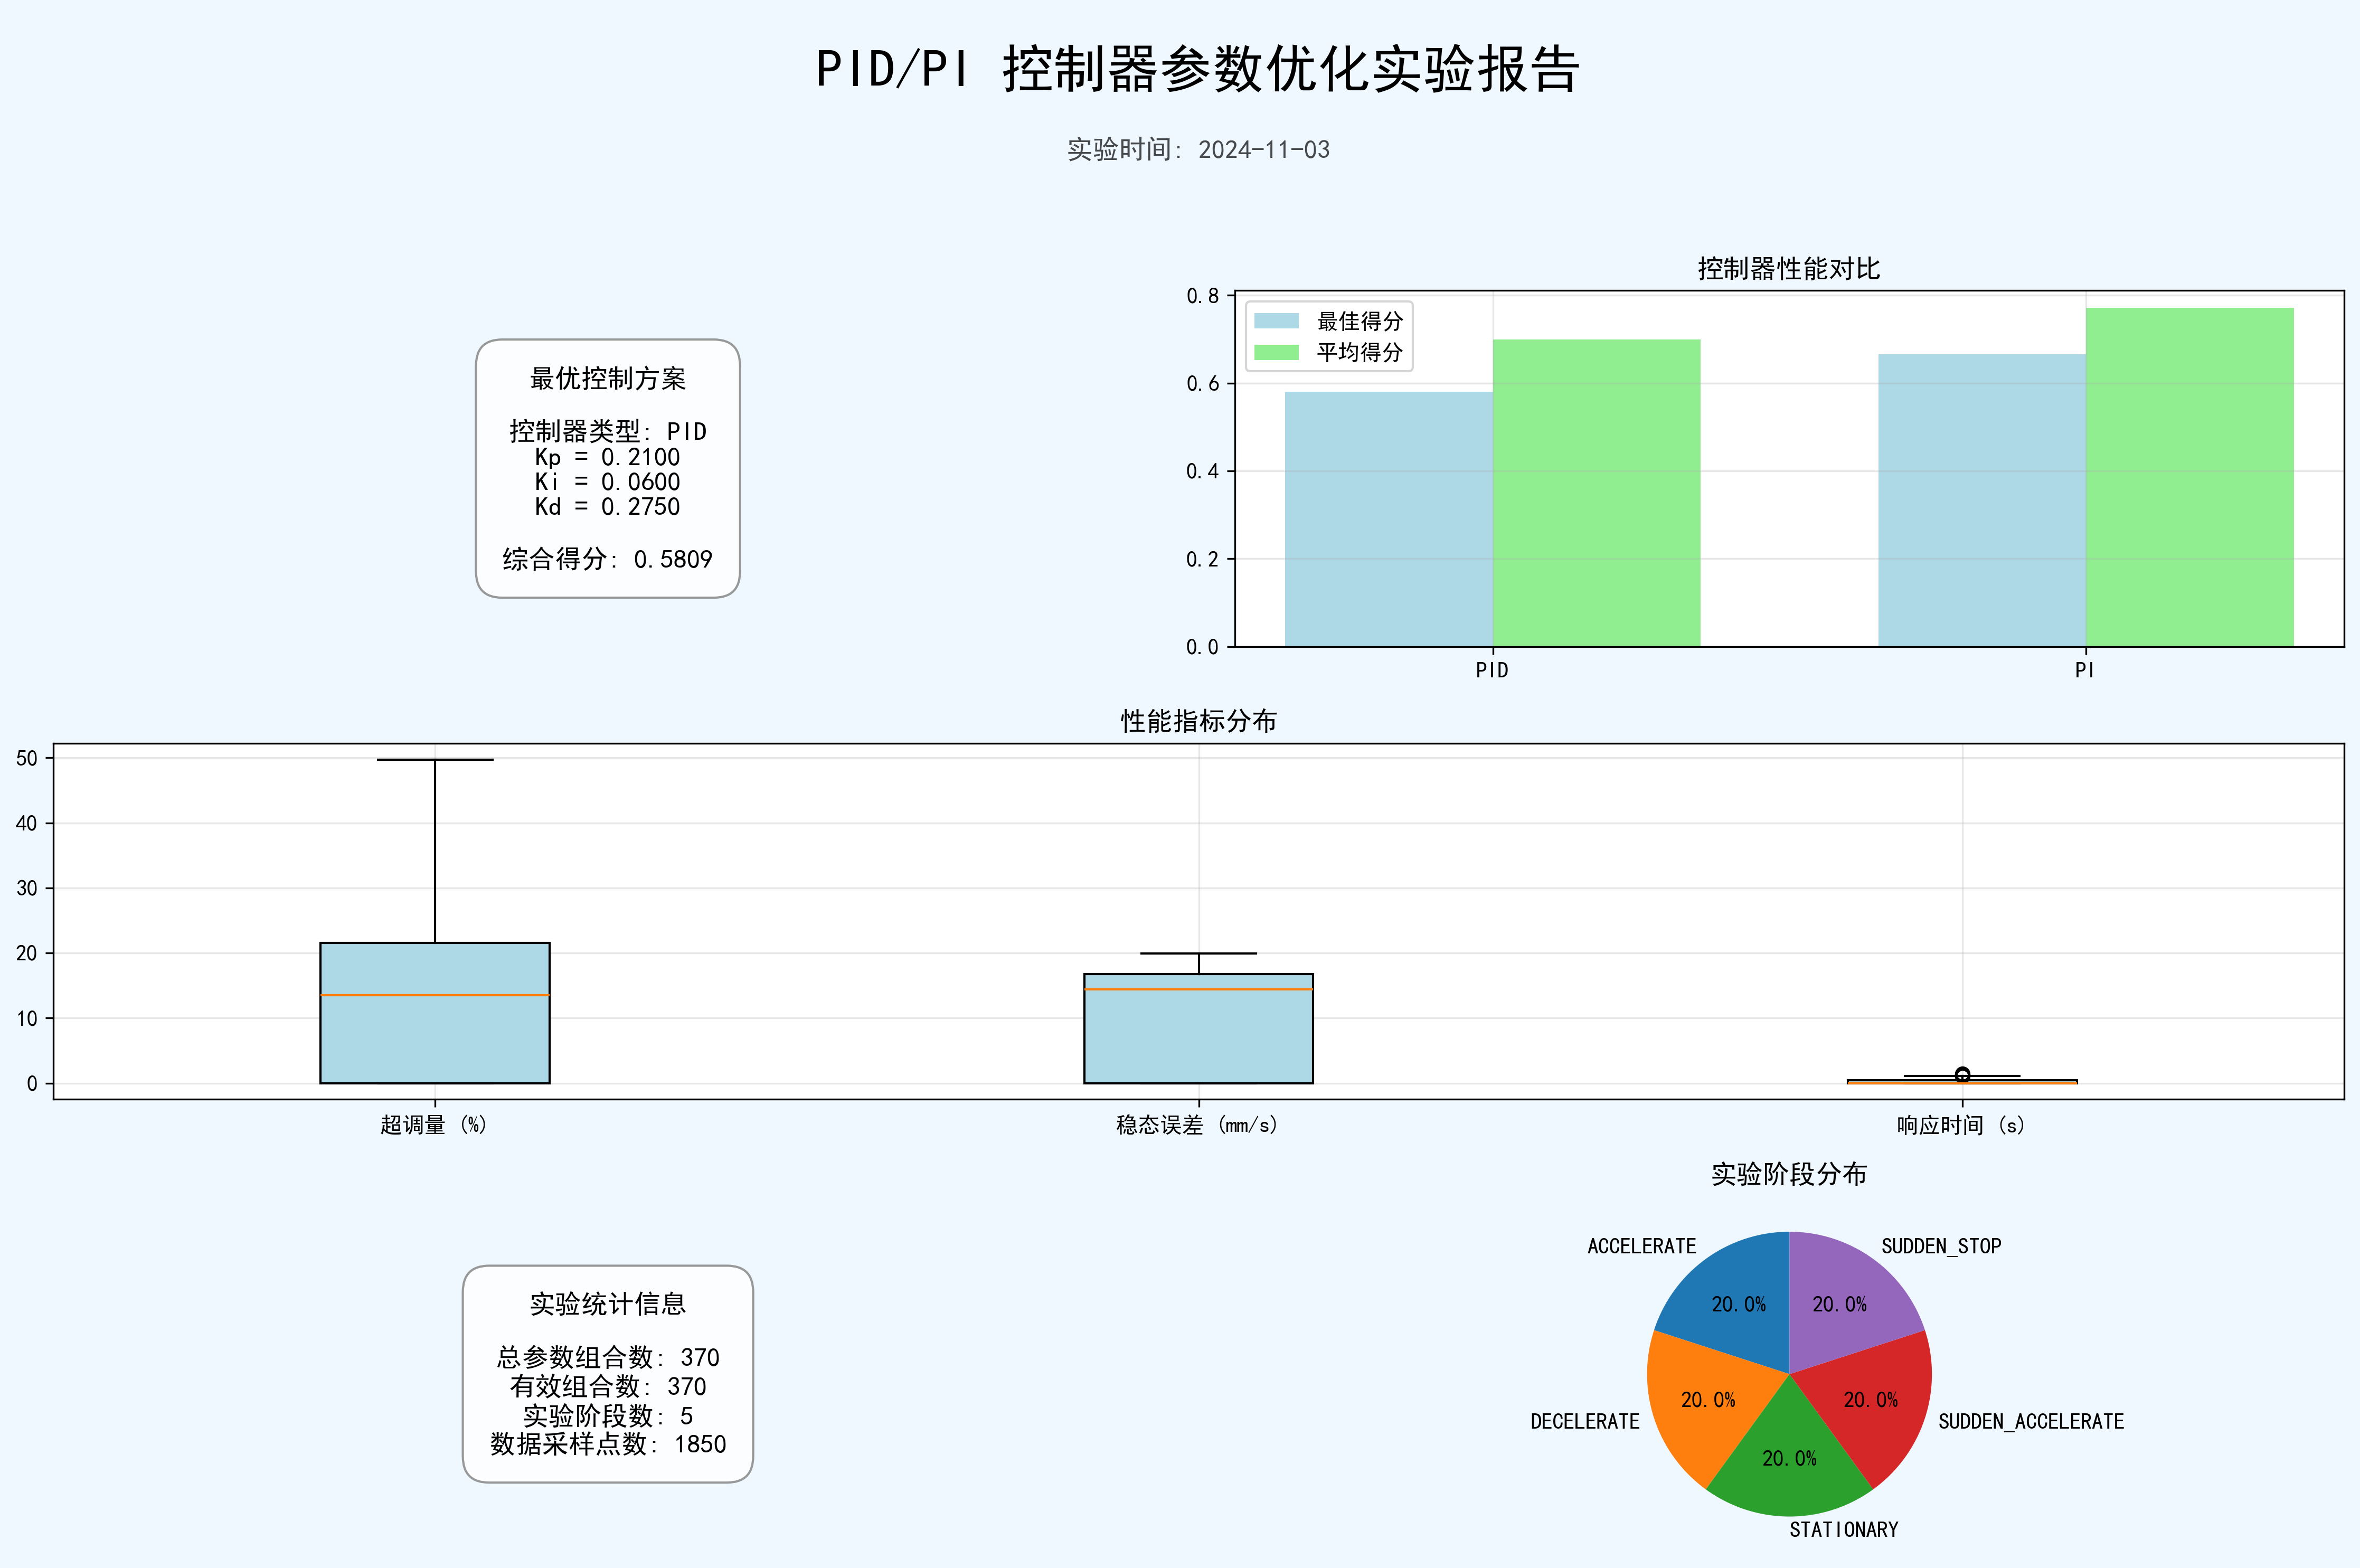 PID/PI 控制器参数优化实验报告
实验时间: 2024-11-03
最优控制方案
控制器类型: PID
Kp = 0.2100
Ki = 0.0600
Kd = 0.2750
综合得分: 0.5809
控制器性能对比
最佳得分
平均得分
0.8
0.6
0.4
0.2
0.0
PID
PI
性能指标分布
50
40
30
20
10
0
超调量 (%)
稳态误差 (mm/s)
响应时间 (s)
实验统计信息
总参数组合数: 370
有效组合数: 370
实验阶段数: 5
数据采样点数: 1850
实验阶段分布
ACCELERATE
SUDDEN_STOP
20.0%
20.0%
20.0%
20.0%
DECELERATE
SUDDEN_ACCELERATE
20.0%
STATIONARY